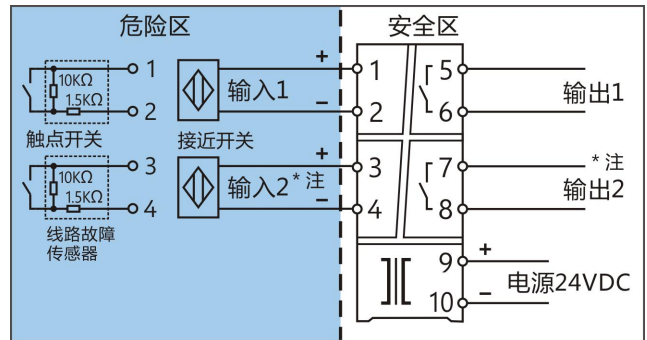 危险区
安全区
10KΩ
1.5KΩ
1
2
触点开关
接近开关
输入1
+
−
1
2
5
6
输出1
10KΩ
1.5KΩ
3
4
线路故障
传感器
输入2
*注
+
−
3
4
7
8
*注
输出2
9
10
+
−
电源24VDC